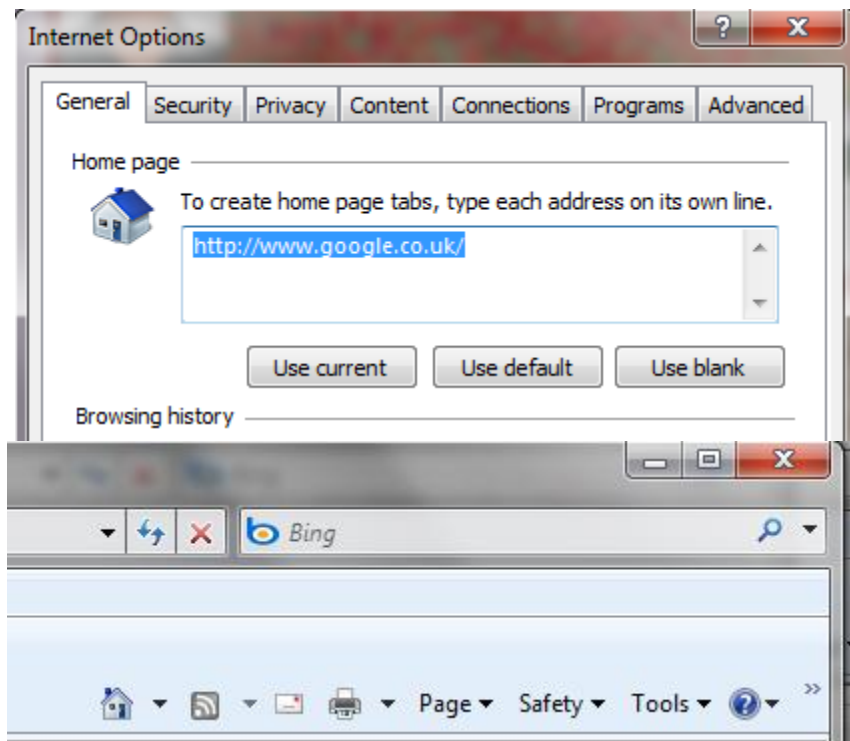 Internet Options
General Security Privacy Content Connections Programs Advanced
Home page
To create home page tabs, type each address on its own line.
http://www.google.co.uk/
Use current Use default Use blank
Browsing history
Bing
Page Safety Tools